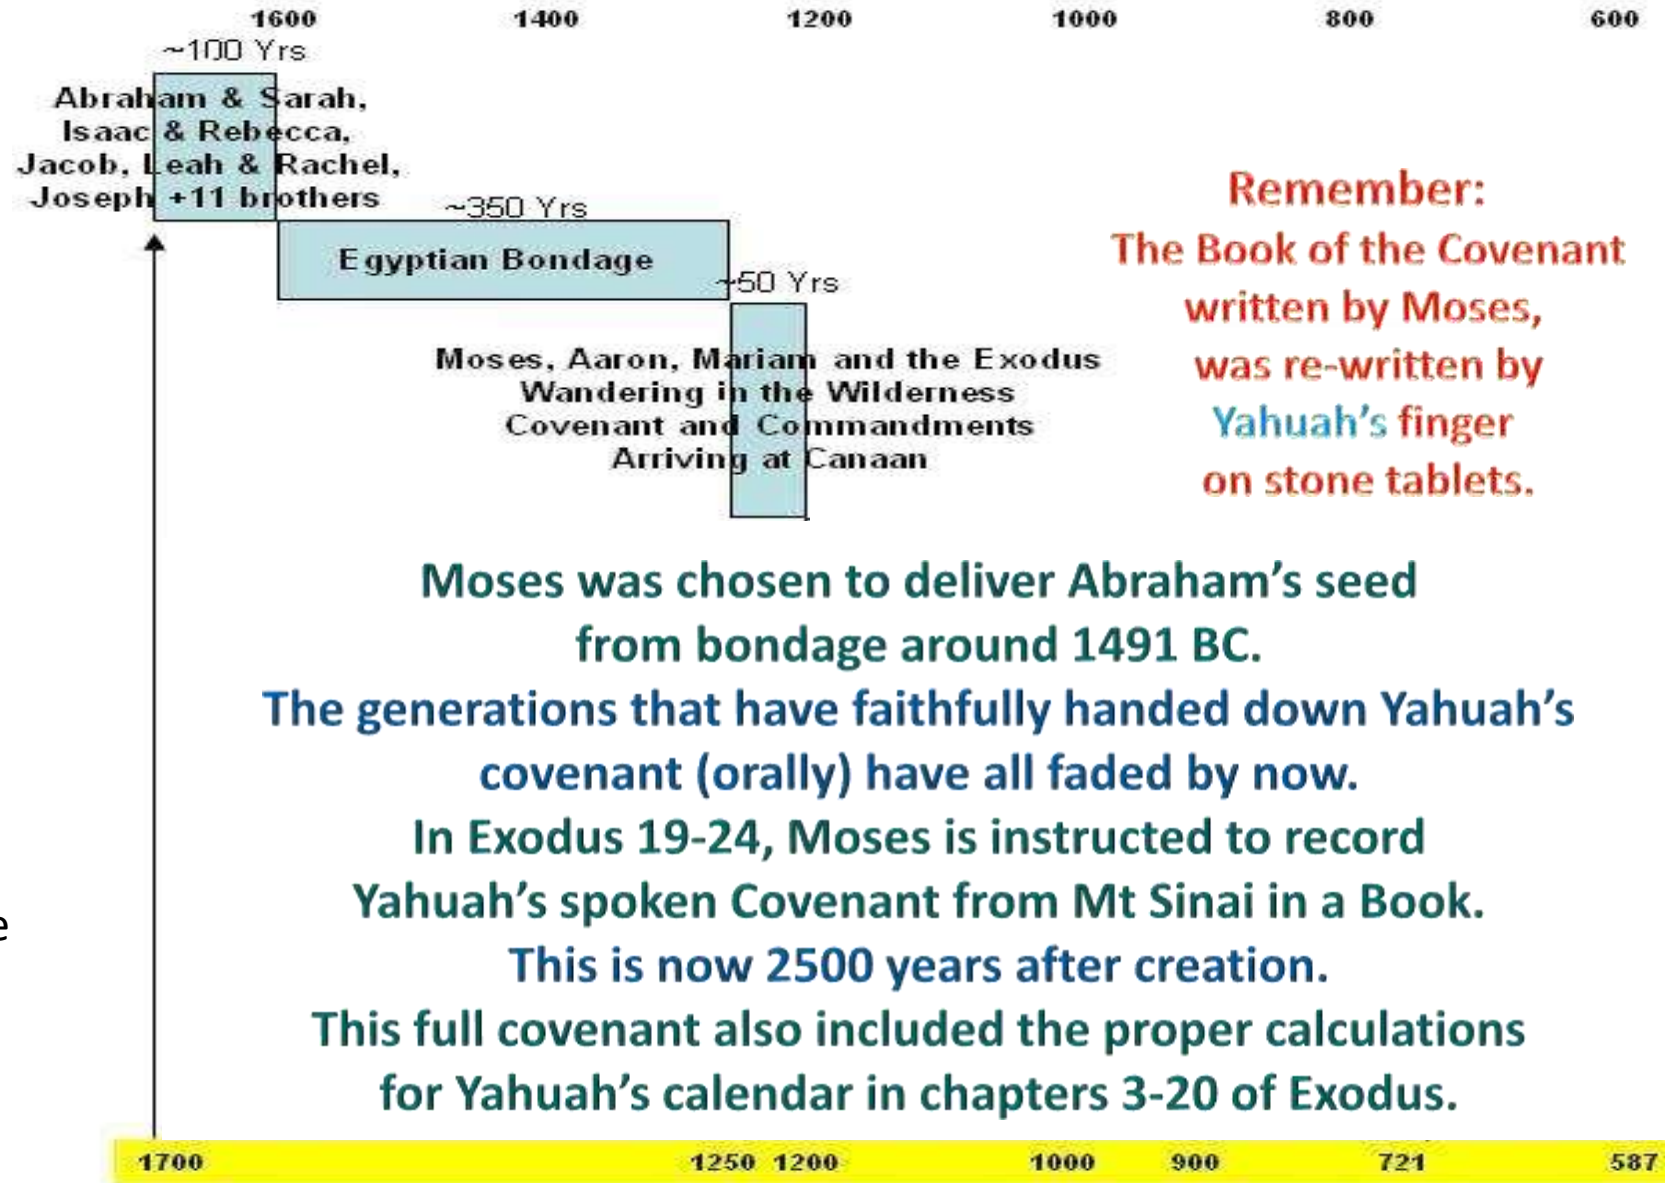 1600 1400 1200 1000 800 600
~100 Yrs
Abraham & Sarah,
Isaac & Rebecca,
Jacob, Leah & Rachel,
Joseph +11 brothers
~350 Yrs
Egyptian Bondage
~50 Yrs
Moses, Aaron, Mariam and the Exodus
Wandering in the Wilderness
Covenant and Commandments
Arriving at Canaan
Remember:
The Book of the Covenant
written by Moses,
was re-written by
Yahuah's finger
on stone tablets.
Moses was chosen to deliver Abraham's seed
from bondage around 1491 BC.
The generations that have faithfully handed down Yahuah's
covenant (orally) have all faded by now.
In Exodus 19-24, Moses is instructed to record
Yahuah's spoken Covenant from Mt Sinai in a Book.
e
This is now 2500 years after creation.
This full covenant also included the proper calculations
for Yahuah's calendar in chapters 3-20 of Exodus.
1700 1250 1200 1000 900 721 587